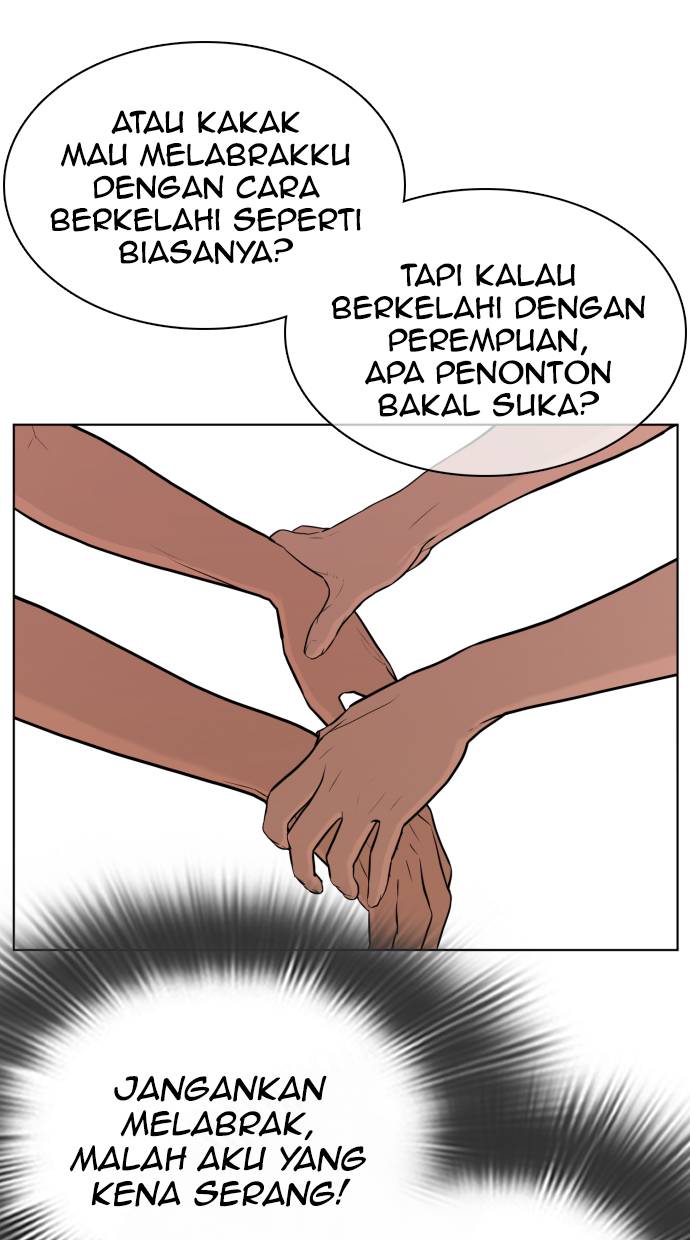 ATAU KAKAK
MAU MELABRAKKU
DENGAN CARA
BERKELAHI SEPERTI
BIASANYA?
TAPI KALAU
BERKELAHI DENGAN
PEREMPUAN,
APA PENONTON
BAKAL SUKA?
JANGANKAN
MELABRAK,
MALAH AKU YANG
KENA SERANG!